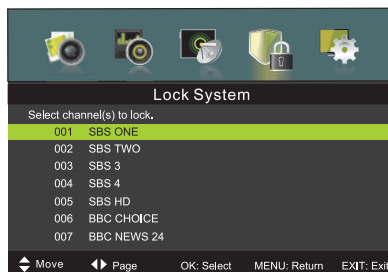 Lock System
Select channel(s) to lock.
001 SBS ONE
002 SBS TWO
003 SBS 3
004 SBS 4
005 SBS HD
006 BBC CHOICE
007 BBC NEWS 24
Move Page OK: Select MENU: Return EXIT: Exit